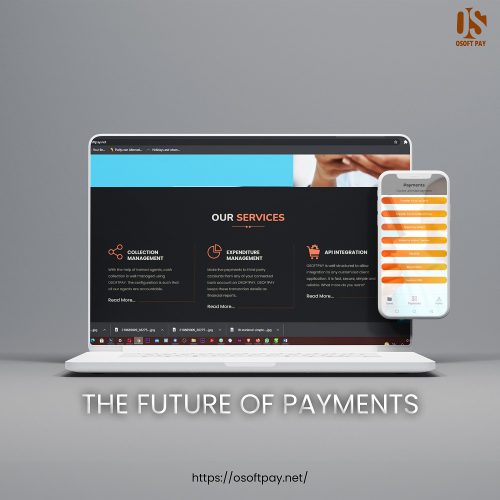 OS
OSOFT PAY
OUR SERVICES
COLLECTION
MANAGEMENT
With the help of trained agents, cash
collection is well managed using
OSOFTPAY. The configuration is such that
all our agents are accountable.
Read More...
EXPENDITURE
MANAGEMENT
Make the payments to third party
accounts from any of your connected
bank account on OSOFTPAY. OSOFTPAY
keeps these transaction details as
financial reports.
Read More...
API INTEGRATION
OSOFTPAY is well structured to allow
integration to any customized client
application. It is fast, secure, simple and
reliable. What more do you want?
Read More...
Payments
THE FUTURE OF PAYMENTS
https://osoftpay.net/